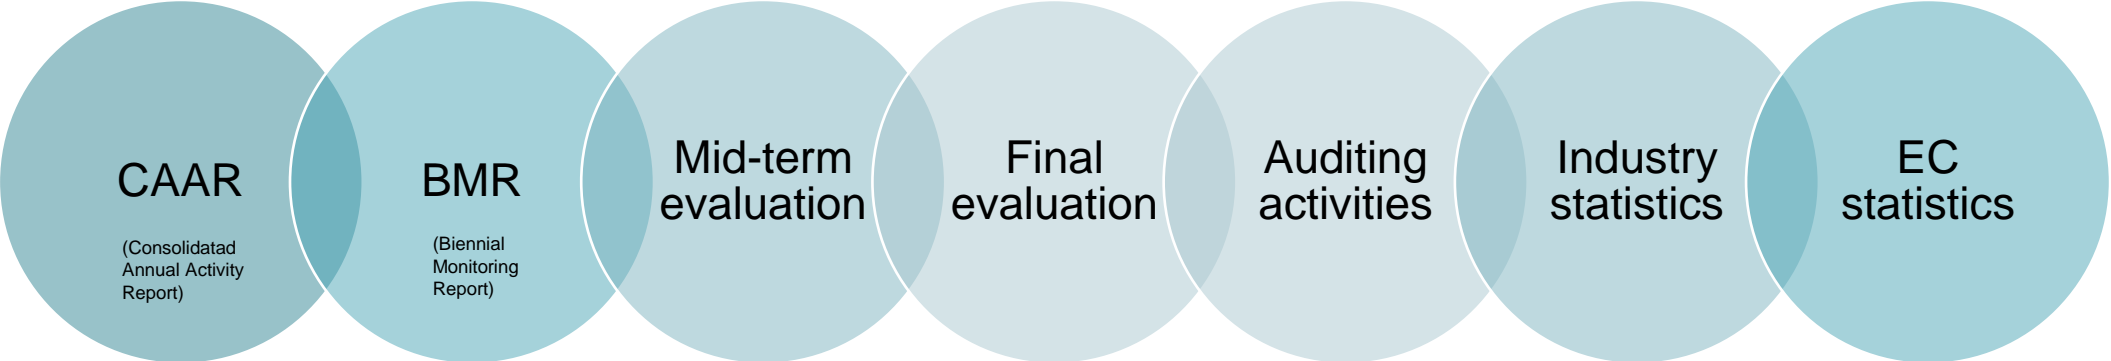 CAAR
(Consolidatad
Annual Activity
Report)
BMR
(Biennial
Monitoring
Report)
Mid-term
evaluation
Final
evaluation
Auditing
activities
Industry
statistics
EC
statistics